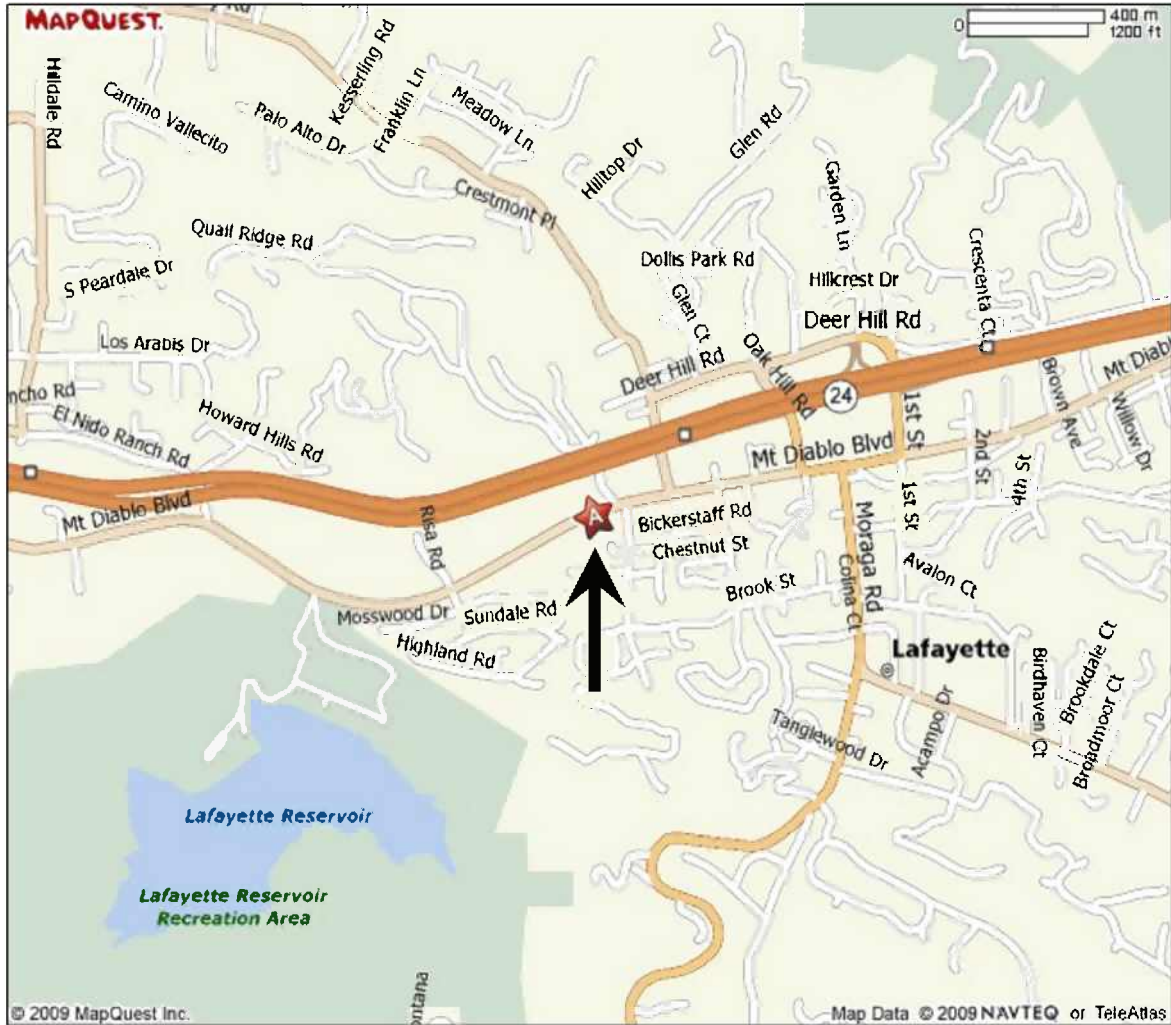 MAPQUEST.
0
400 m
1200 ft
Hilldale Rd
Camino Vallecito
Palo Alto Dr
Kesserling Rd
Franklin Ln
Meadow Ln
Crestmont Pl
Hilltop Dr
Glen Rd
Garden Ln
Crescenta Ct
Quail Ridge Rd
S Peardale Dr
Dollis Park Rd
Hillcrest Dr
Glen Ct
Deer Hill Rd
Los Arabis Dr
Deer Hill Rd
Oak Hill Rd
24
Mt Diabl
ncho Rd
El Nido Ranch Rd
Howard Hills Rd
Mt Diablo Blvd
1st St
2nd St
Brown Ave
Willow Dr
4th St
Mt Diablo Blvd
Risa Rd
A
Bickerstaff Rd
Chestnut St
1st St
Moraga Rd
Colina Ct
Avalon Ct
Brook St
Mosswood Dr
Sundale Rd
Highland Rd
Lafayette
Birdhaven Ct
Brookdale Ct
Broadmoor Ct
Acampo Dr
Tanglewood Dr
Lafayette Reservoir
Lafayette Reservoir
Recreation Area
ontana
© 2009 MapQuest Inc.
Map Data © 2009 NAVTEQ or TeleAtlas